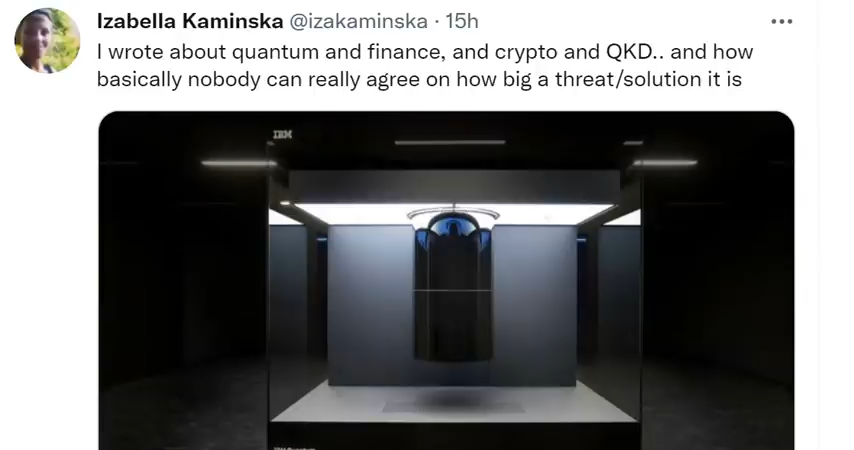 Izabella Kaminska @izakaminska · 15h
I wrote about quantum and finance, and crypto and QKD.. and how
basically nobody can really agree on how big a threat/solution it is
IBM